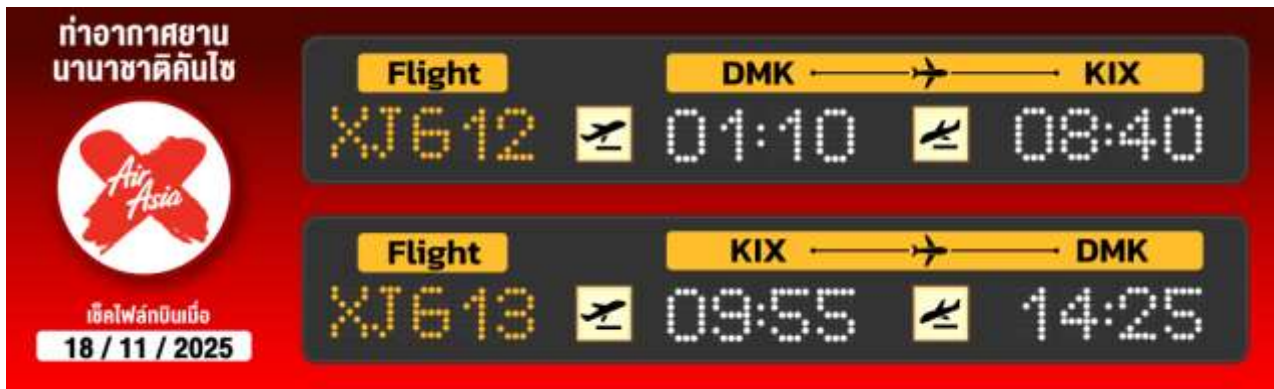 ท่าอากาศยาน
นานาชาติคันไซ
Air
Asia
X
เช็คไฟล์ทบินเมื่อ
18 / 11 / 2025
Flight
DMK KIX
XJ612 01:10 08:40
Flight
KIX DMK
XJ613 09:55 14:25